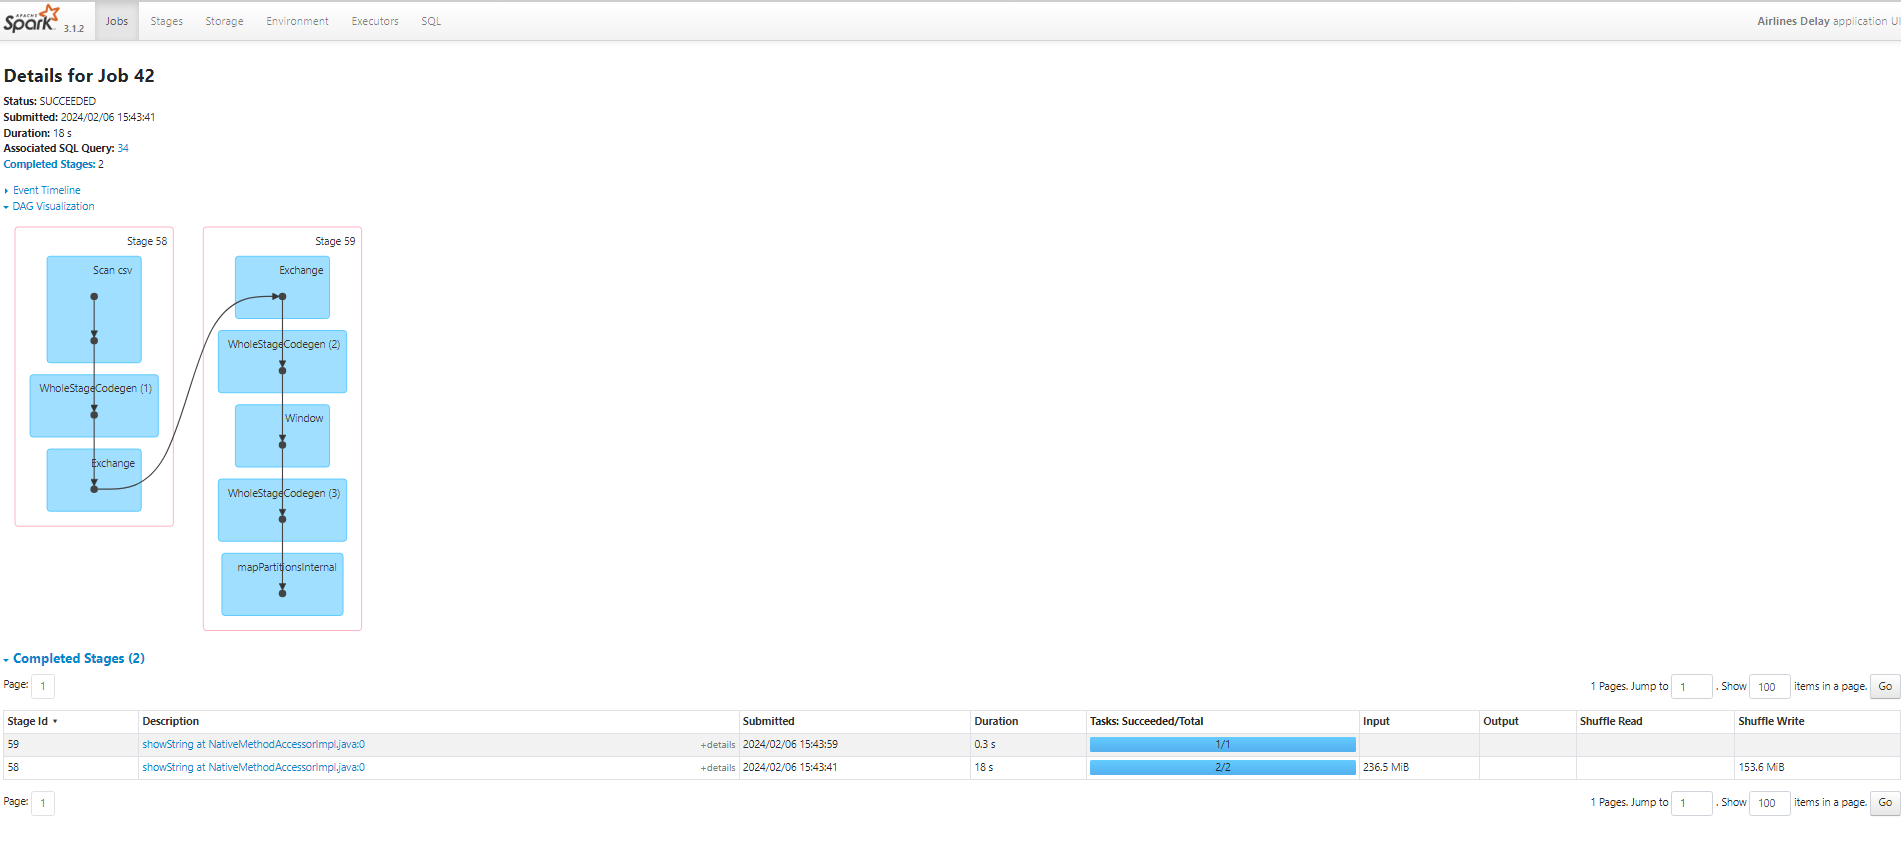 APACHE Spark 3.1.2 Jobs Stages Storage Environment Executors SQL Airlines Delay application UI
Details for Job 42
Status: SUCCEEDED
Submitted: 2024/02/06 15:43:41
Duration: 18 s
Associated SQL Query: 34
Completed Stages: 2
Event Timeline
DAG Visualization
Stage 58
Scan csv
WholeStageCodegen (1)
Exchange
Stage 59
Exchange
WholeStageCodegen (2)
Window
WholeStageCodegen (3)
mapPartitionsInternal
Completed Stages (2)
Page: 1 1 Pages. Jump to 1 . Show 100 items in a page. Go
Stage Id Description Submitted Duration Tasks: Succeeded/Total Input Output Shuffle Read Shuffle Write
59 showString at NativeMethodAccessorImpl.java:0 +details 2024/02/06 15:43:59 0.3 s 1/1
58 showString at NativeMethodAccessorImpl.java:0 +details 2024/02/06 15:43:41 18 s 2/2 236.5 MiB 153.6 MiB
Page: 1 1 Pages. Jump to 1 . Show 100 items in a page. Go